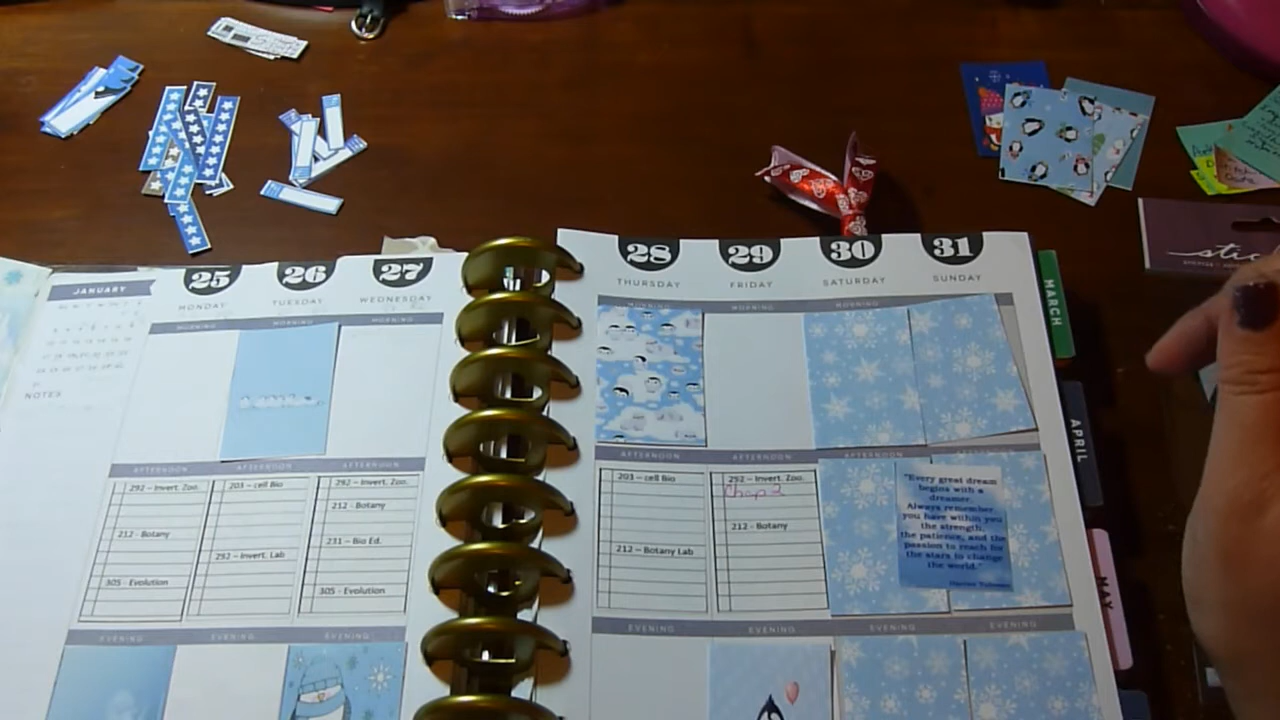 25 26 27
JANUARY
MONDAY TUESDAY WEDNESDAY
MORNING MORNING MORNING
NOTES
AFTERNOON AFTERNOON AFTERNOON
292 - Invert. Zoo.
212 - Botany
305 - Evolution
203 - cell Bio
292 - Invert. Lab
292 - Invert. Zoo.
212 - Botany
231 - Bio Ed.
305 - Evolution
EVENING EVENING EVENING
28 29 30 31
THURSDAY FRIDAY SATURDAY SUNDAY
MORNING MORNING MORNING
AFTERNOON AFTERNOON AFTERNOON AFTERNOON
203 - cell Bio
212 - Botany Lab
292 - Invert. Zoo.
Chap 2
212 - Botany
"Every great dream
begins with a
dreamer.
Always remember,
you have within you
the strength,
the patience, and the
passion to reach for
the stars to change
the world."
Harriet Tubman
EVENING EVENING EVENING EVENING
MARCH
APRIL
MAY
stic